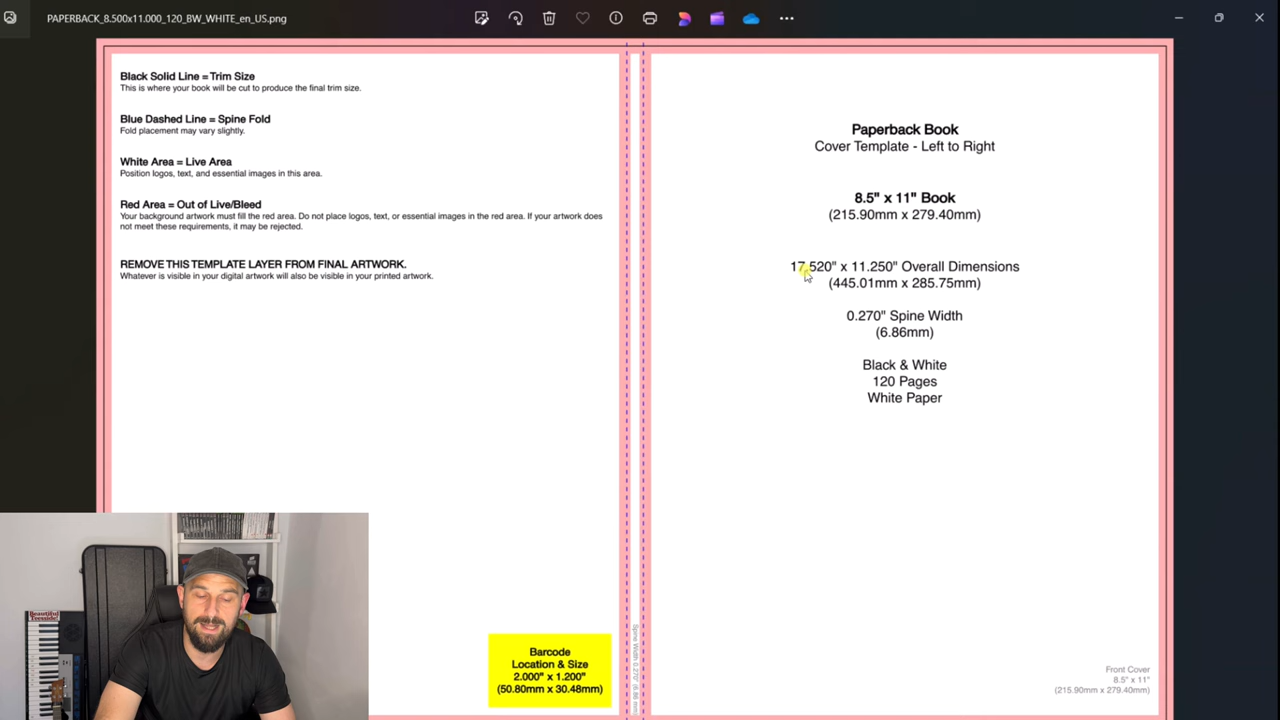 PAPERBACK_8.500x11.000_120_BW_WHITE_en_US.png
Black Solid Line = Trim Size
This is where your book will be cut to produce the final trim size.
Blue Dashed Line = Spine Fold
Fold placement may vary slightly.
White Area = Live Area
Position logos, text, and essential images in this area.
Red Area = Out of Live/Bleed
Your background artwork must fill the red area. Do not place logos, text, or essential images in the red area. If your artwork does
not meet these requirements, it may be rejected.
REMOVE THIS TEMPLATE LAYER FROM FINAL ARTWORK.
Whatever is visible in your digital artwork will also be visible in your printed artwork.
Barcode
Location & Size
2.000" x 1.200"
(50.80mm x 30.48mm)
Spine Width 0.270" (6.86 mm)
Paperback Book
Cover Template - Left to Right
8.5" x 11" Book
(215.90mm x 279.40mm)
17.520" x 11.250" Overall Dimensions
(445.01mm x 285.75mm)
0.270" Spine Width
(6.86mm)
Black & White
120 Pages
White Paper
Front Cover
8.5" x 11"
(215.90mm x 279.40mm)
Beautiful